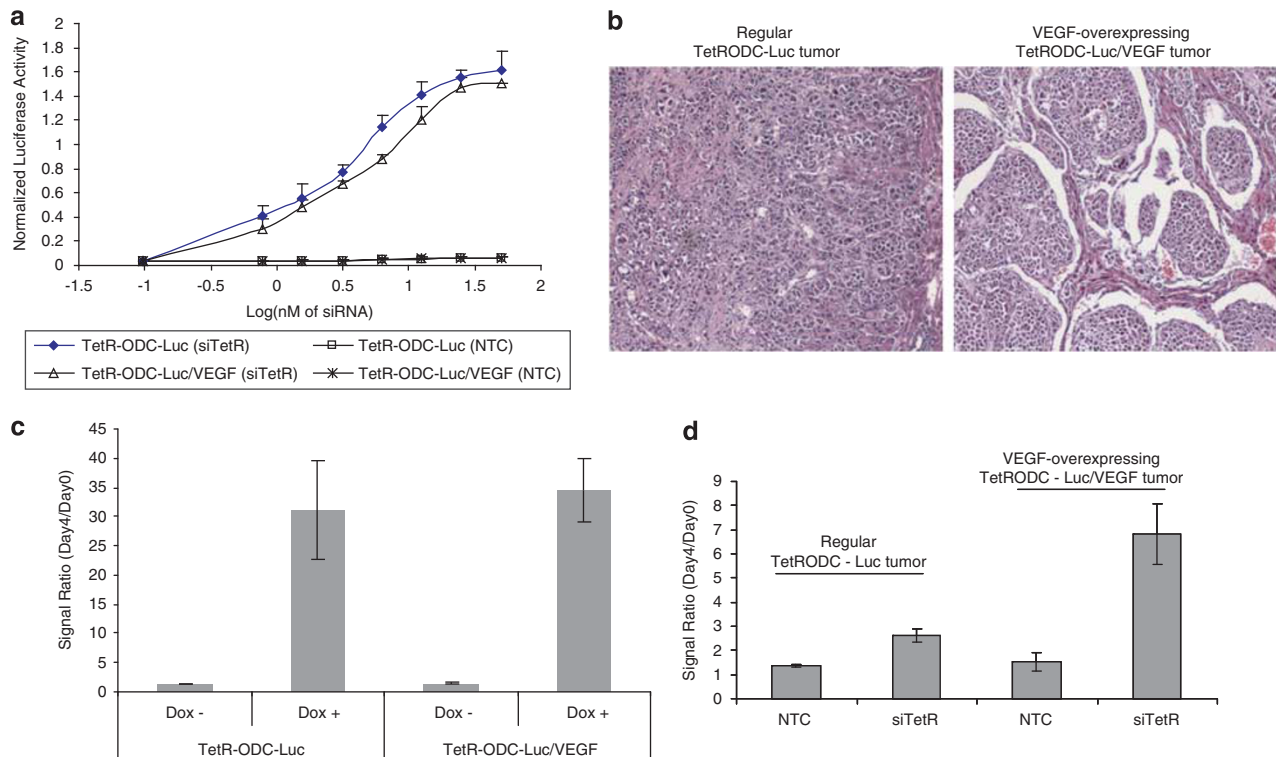 a
2
1.8
1.6
1.4
1.2
1
0.8
0.6
0.4
0.2
0
Normalized Luciferase Activity
-1.5
-1
-0.5
0
0.5
1
1.5
2
Log(nM of siRNA)
TetR-ODC-Luc (siTetR)
TetR-ODC-Luc (NTC)
TetR-ODC-Luc/VEGF (siTetR)
TetR-ODC-Luc/VEGF (NTC)
b
Regular
TetRODC-Luc tumor
VEGF-overexpressing
TetRODC-Luc/VEGF tumor
c
45
40
35
30
25
20
15
10
5
0
Signal Ratio (Day4/Day0)
Dox -
Dox +
Dox -
Dox +
TetR-ODC-Luc
TetR-ODC-Luc/VEGF
d
9
8
7
6
5
4
3
2
1
0
Signal Ratio (Day4/Day0)
Regular
TetRODC - Luc tumor
VEGF-overexpressing
TetRODC - Luc/VEGF tumor
NTC
siTetR
NTC
siTetR